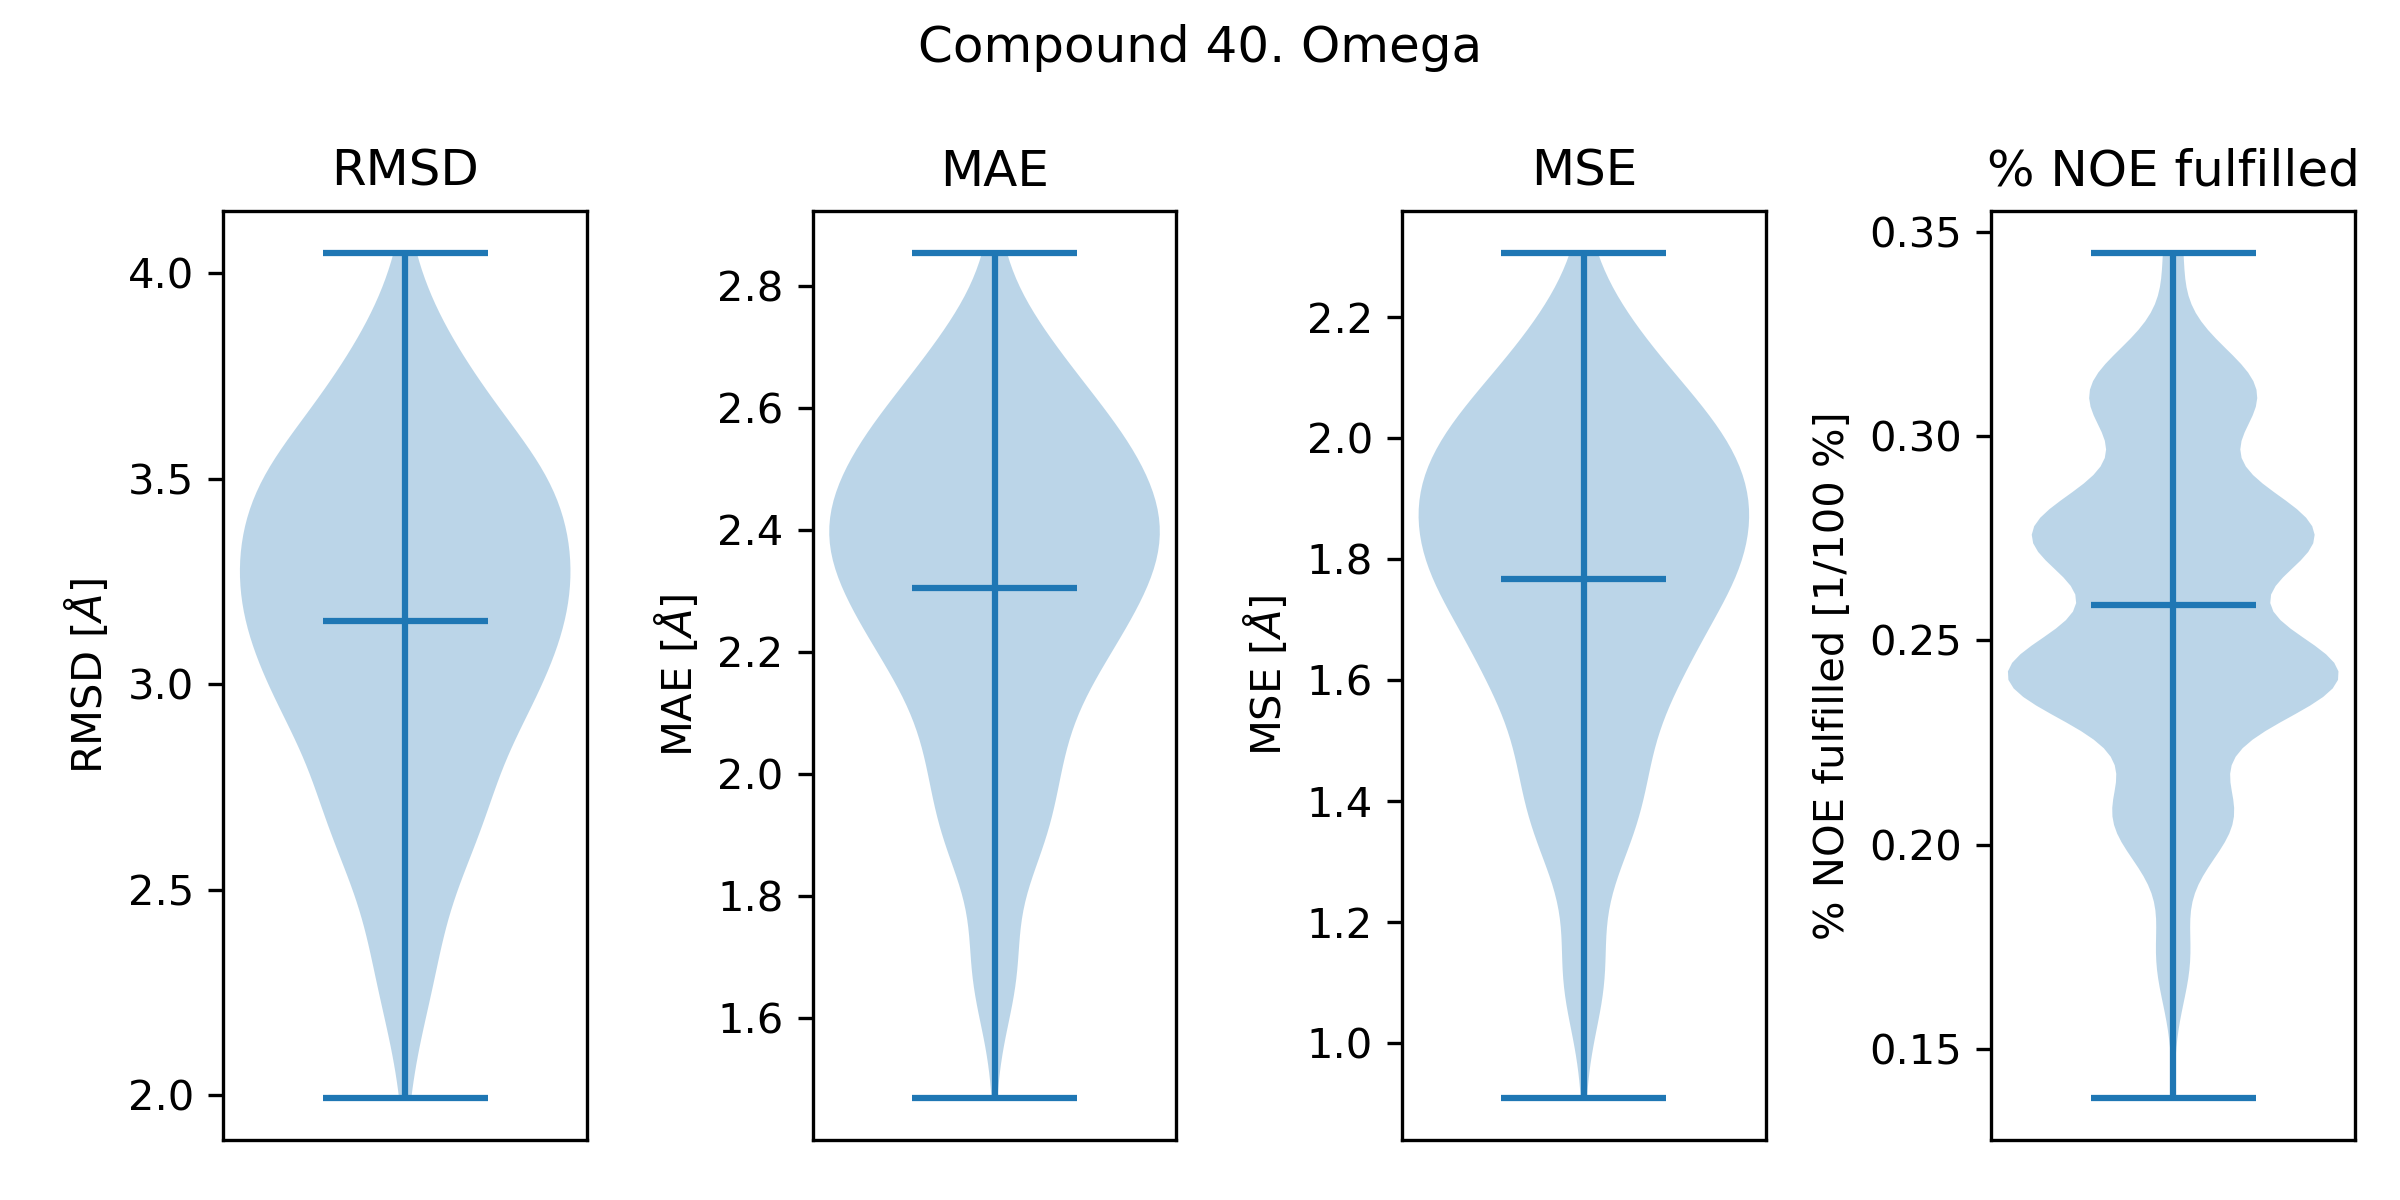 Compound 40. Omega
RMSD
MAE
MSE
% NOE fulfilled
RMSD [Å]
4.0
3.5
3.0
2.5
2.0
MAE [Å]
2.8
2.6
2.4
2.2
2.0
1.8
1.6
MSE [Å]
2.2
2.0
1.8
1.6
1.4
1.2
1.0
% NOE fulfilled [1/100 %]
0.35
0.30
0.25
0.20
0.15